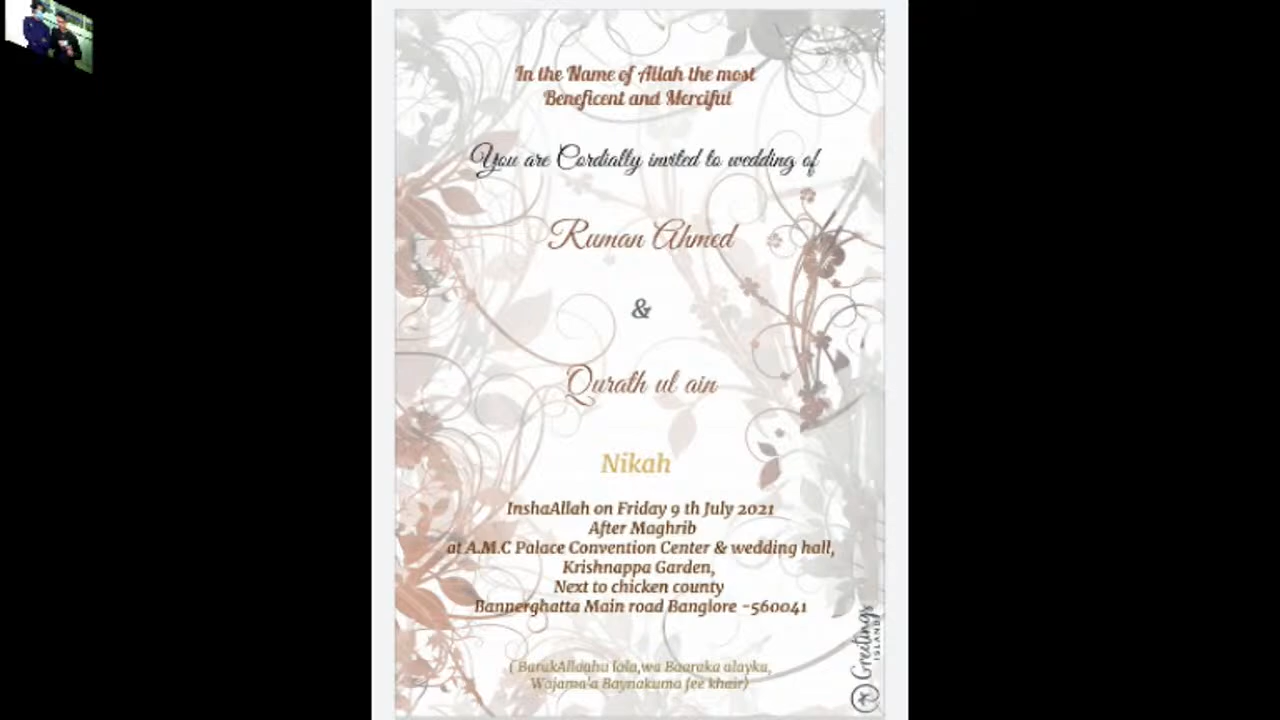 In the Name of Allah the most
Beneficent and Merciful
You are Cordially invited to wedding of
Ruman Ahmed
&
Qurath ul ain
Nikah
InshaAllah on Friday 9 th July 2021
After Maghrib
at A.M.C Palace Convention Center & wedding hall,
Krishnappa Garden,
Next to chicken county
Bannerghatta Main road Banglore -560041
( BarakAllaahu lala,wa Baaraka alayka,
Wajama'a Baynakuma fee khair)
Greetings
ISLAND